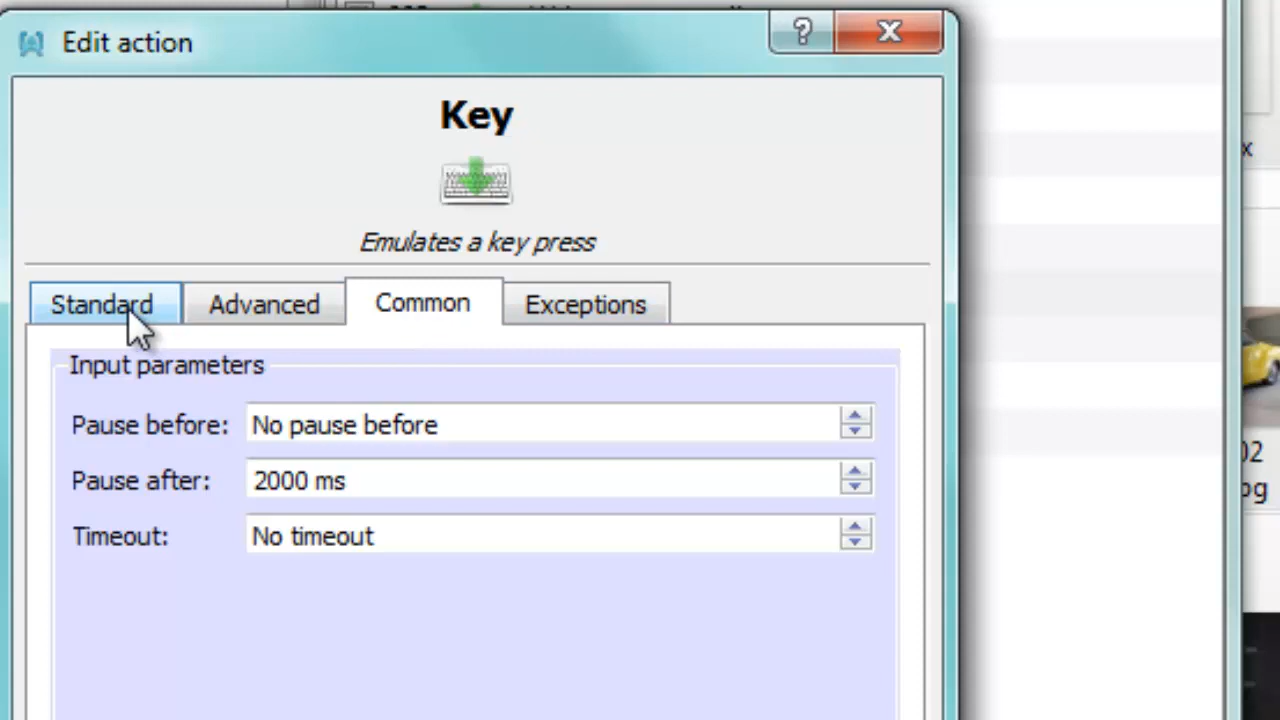 Edit action
?
Key
Emulates a key press
Standard Advanced Common Exceptions
Input parameters
Pause before: No pause before
Pause after: 2000 ms
Timeout: No timeout
x
02